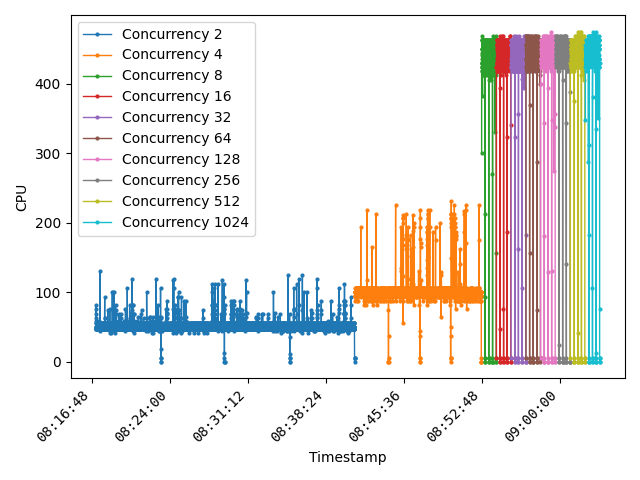 Concurrency 2
Concurrency 4
Concurrency 8
Concurrency 16
Concurrency 32
Concurrency 64
Concurrency 128
Concurrency 256
Concurrency 512
Concurrency 1024
400
300
200
100
0
CPU
08:16:48
08:24:00
08:31:12
08:38:24
08:45:36
08:52:48
09:00:00
Timestamp